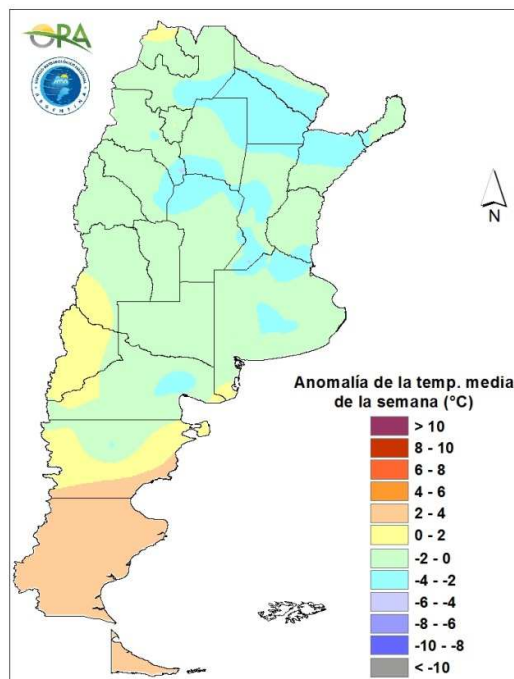 ORA
ARGENTINA
N
Anomalía de la temp. media
de la semana (°C)
> 10
8 - 10
6 - 8
4 - 6
2 - 4
0 - 2
-2 - 0
-4 - -2
-6 - -4
-8 - -6
-10 - -8
< -10